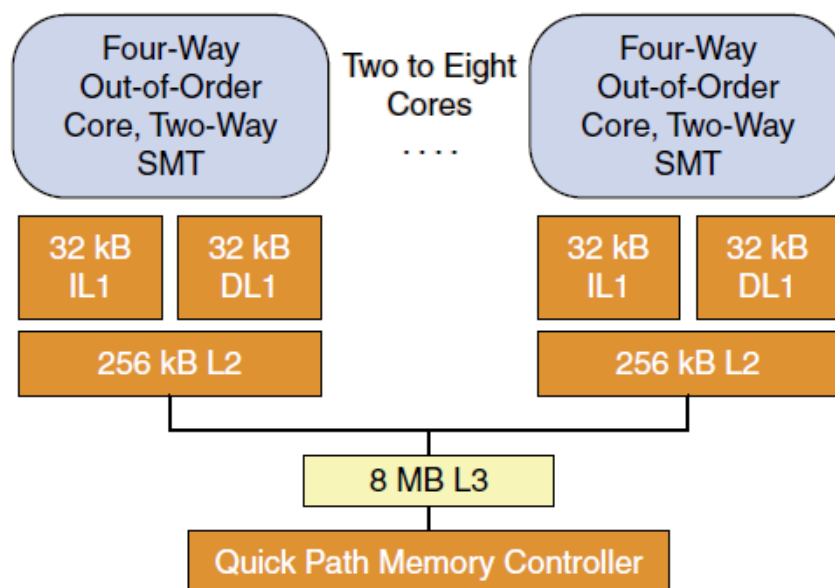 Four-Way
Out-of-Order
Core, Two-Way
SMT
Two to Eight
Cores
. . . .
Four-Way
Out-of-Order
Core, Two-Way
SMT
32 kB
IL1
32 kB
DL1
32 kB
IL1
32 kB
DL1
256 kB L2
256 kB L2
8 MB L3
Quick Path Memory Controller